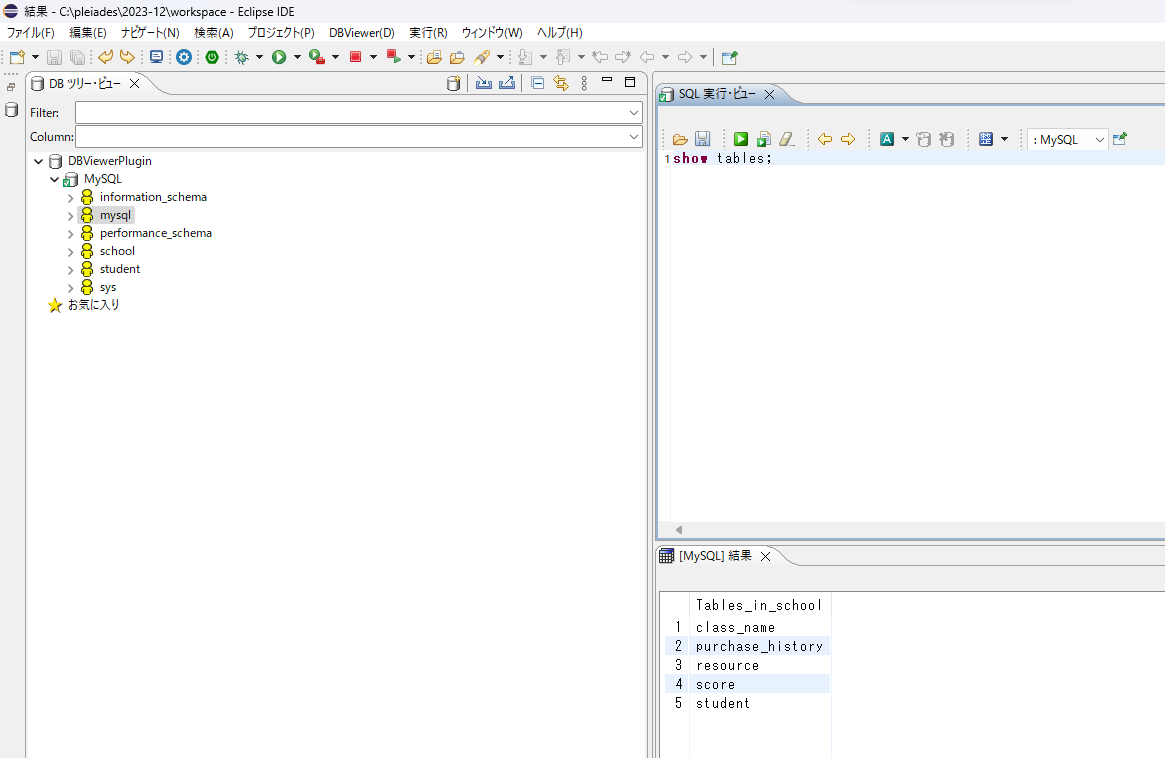 結果 - C:\pleiades\2023-12\workspace - Eclipse IDE
ファイル(F) 編集(E) ナビゲート(N) 検索(A) プロジェクト(P) DBViewer(D) 実行(R) ウィンドウ(W) ヘルプ(H)
DB ツリー・ビュー
Filter:
Column:
DBViewerPlugin
MySQL
information_schema
mysql
performance_schema
school
student
sys
お気に入り
SQL 実行・ビュー
A 整 : MySQL
1 show tables;
[MySQL] 結果
Tables_in_school
1 class_name
2 purchase_history
3 resource
4 score
5 student